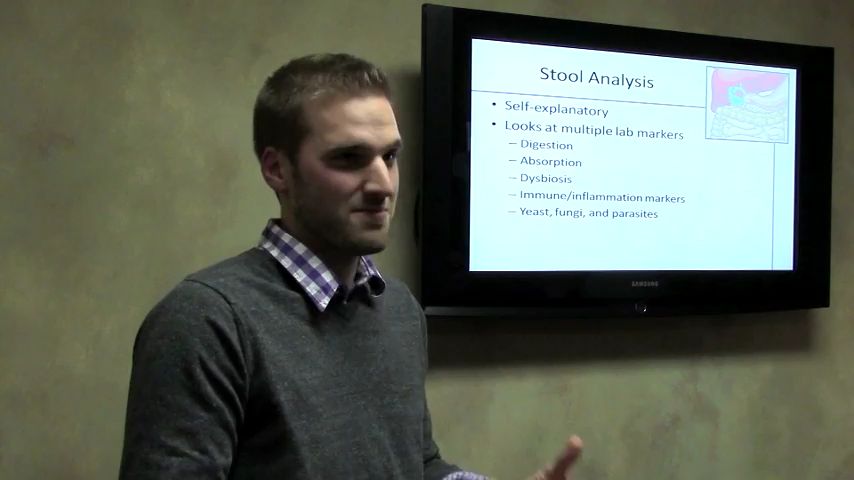 Stool Analysis
• Self-explanatory
• Looks at multiple lab markers
– Digestion
– Absorption
– Dysbiosis
– Immune/inflammation markers
– Yeast, fungi, and parasites
SAMSUNG